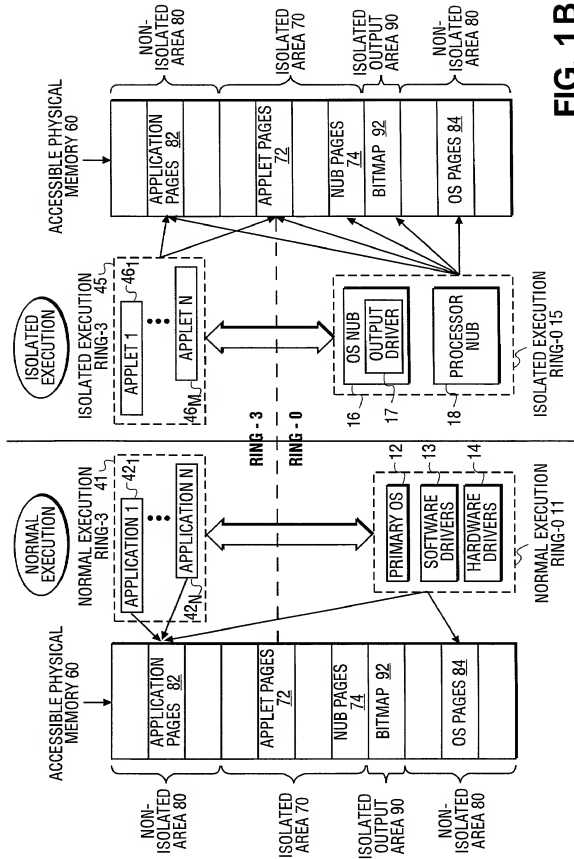 ACCESSIBLE PHYSICAL
MEMORY 60
NON-
ISOLATED
AREA 80
ISOLATED
AREA 70
ISOLATED
OUTPUT
AREA 90
NON-
ISOLATED
AREA 80
APPLICATION
PAGES 82
APPLET PAGES
72
NUB PAGES
74
BITMAP 92
OS PAGES 84
NORMAL
EXECUTION
NORMAL EXECUTION
RING-3
41
APPLICATION 1
42 1
APPLICATION N
42 N
PRIMARY OS
12
SOFTWARE
DRIVERS
13
HARDWARE
DRIVERS
14
NORMAL EXECUTION
RING-0 11
RING - 3
RING - 0
ISOLATED
EXECUTION
ISOLATED EXECUTION
RING-3
45
APPLET 1
46 1
APPLET N
46 M
OS NUB
16
OUTPUT
DRIVER
17
PROCESSOR
NUB
18
ISOLATED EXECUTION
RING-0 15
ACCESSIBLE PHYSICAL
MEMORY 60
APPLICATION
PAGES 82
APPLET PAGES
72
NUB PAGES
74
BITMAP 92
OS PAGES 84
NON-
ISOLATED
AREA 80
ISOLATED
AREA 70
ISOLATED
OUTPUT
AREA 90
NON-
ISOLATED
AREA 80
FIG. 1B